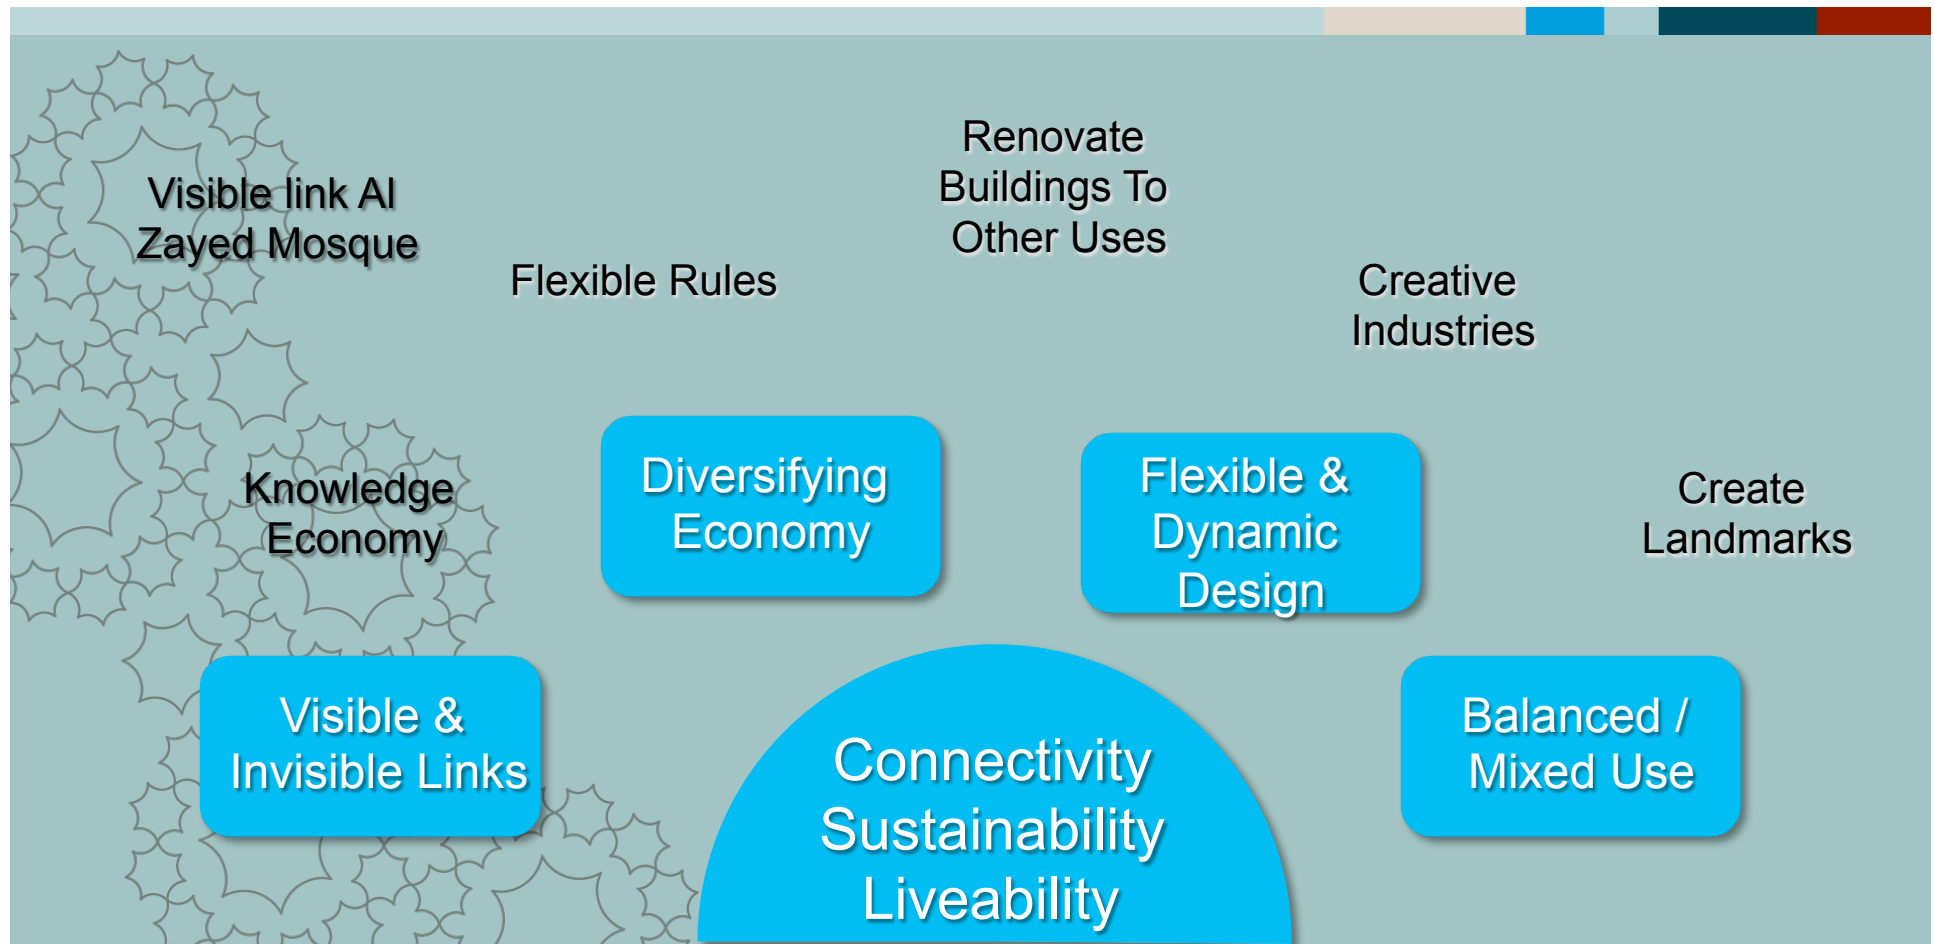 Renovate
Buildings To
Other Uses
Visible link Al
Zayed Mosque
Flexible Rules
Creative
Industries
Knowledge
Economy
Diversifying
Economy
Flexible &
Dynamic
Design
Create
Landmarks
Visible &
Invisible Links
Balanced /
Mixed Use
Connectivity
Sustainability
Liveability